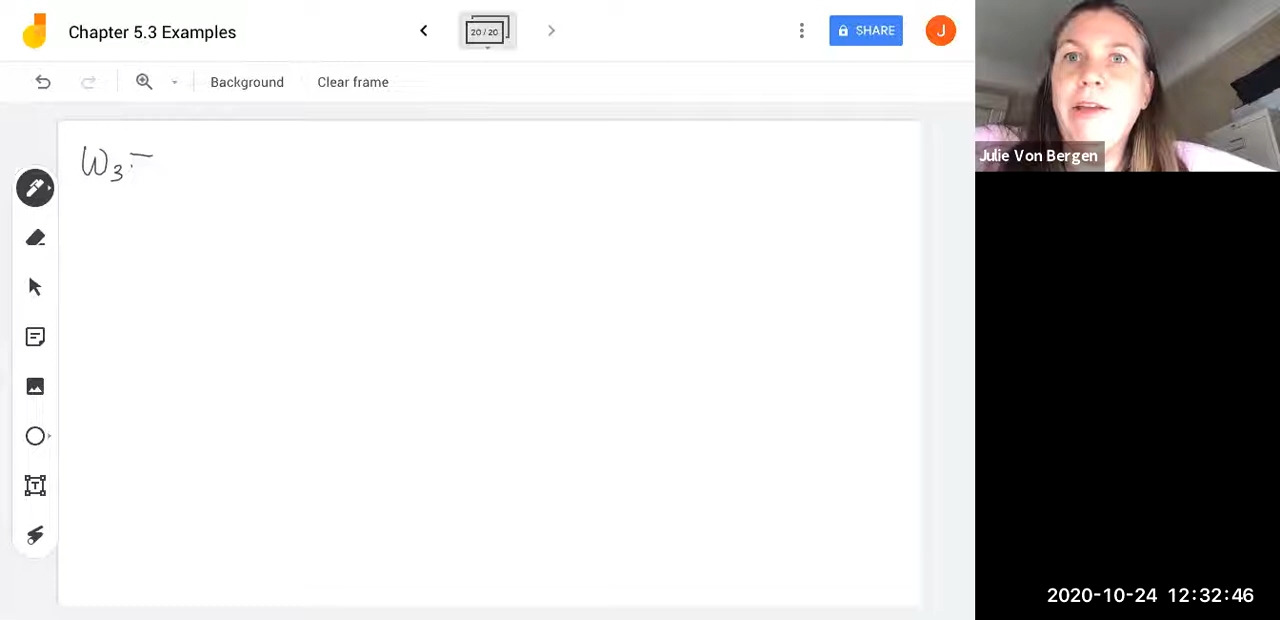 Chapter 5.3 Examples
20 / 20
SHARE
J
Background
Clear frame
W₃ =
Julie Von Bergen
2020-10-24 12:32:46